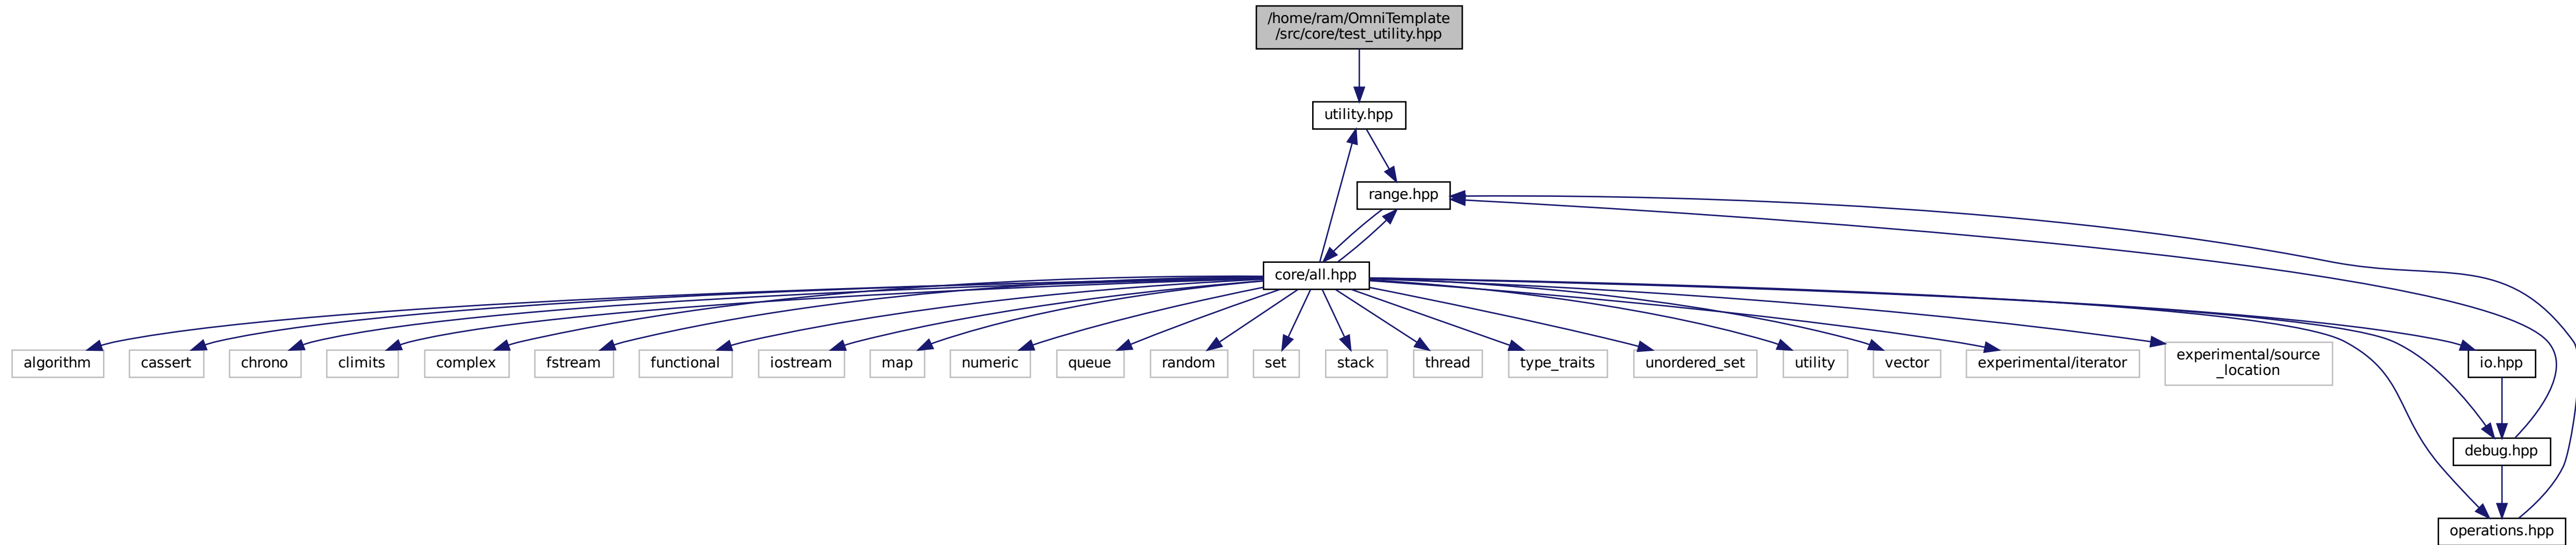 /home/ram/OmniTemplate
/src/core/test_utility.hpp
utility.hpp
range.hpp
core/all.hpp
algorithm
cassert
chrono
climits
complex
fstream
functional
iostream
map
numeric
queue
random
set
stack
thread
type_traits
unordered_set
utility
vector
experimental/iterator
experimental/source
_location
io.hpp
debug.hpp
operations.hpp